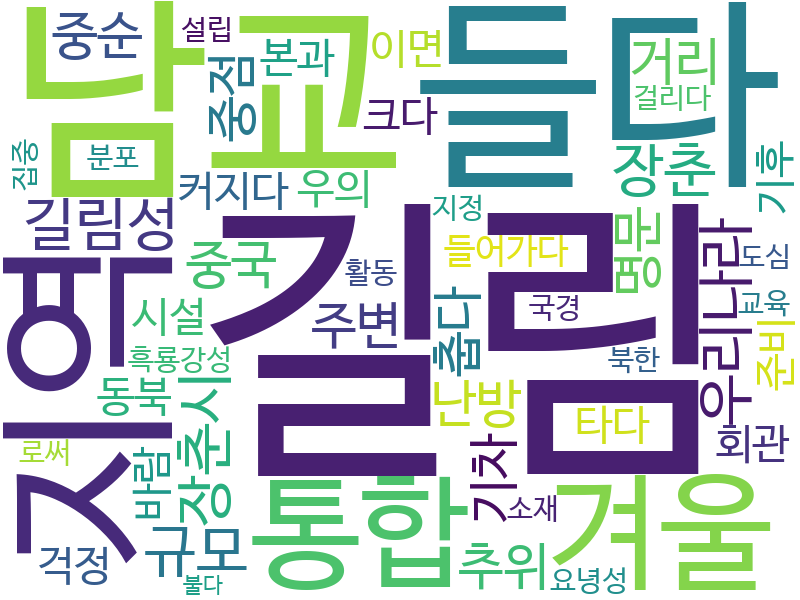 중순
설립
중점
본과
이면
크다
거리
걸리다
남교
들다
집중
분포
커지다
우의
장춘
기후
길림성
지정
들어가다
명문
우리나라
도심
지역
중국
활동
길림
국경
교육
시설
주변
춥다
북한
준비
흑룡강성
동북
장춘시
난방
타다
회관
로써
바람
기차
소재
걱정
규모
통합
추위
겨울
요녕성
불다